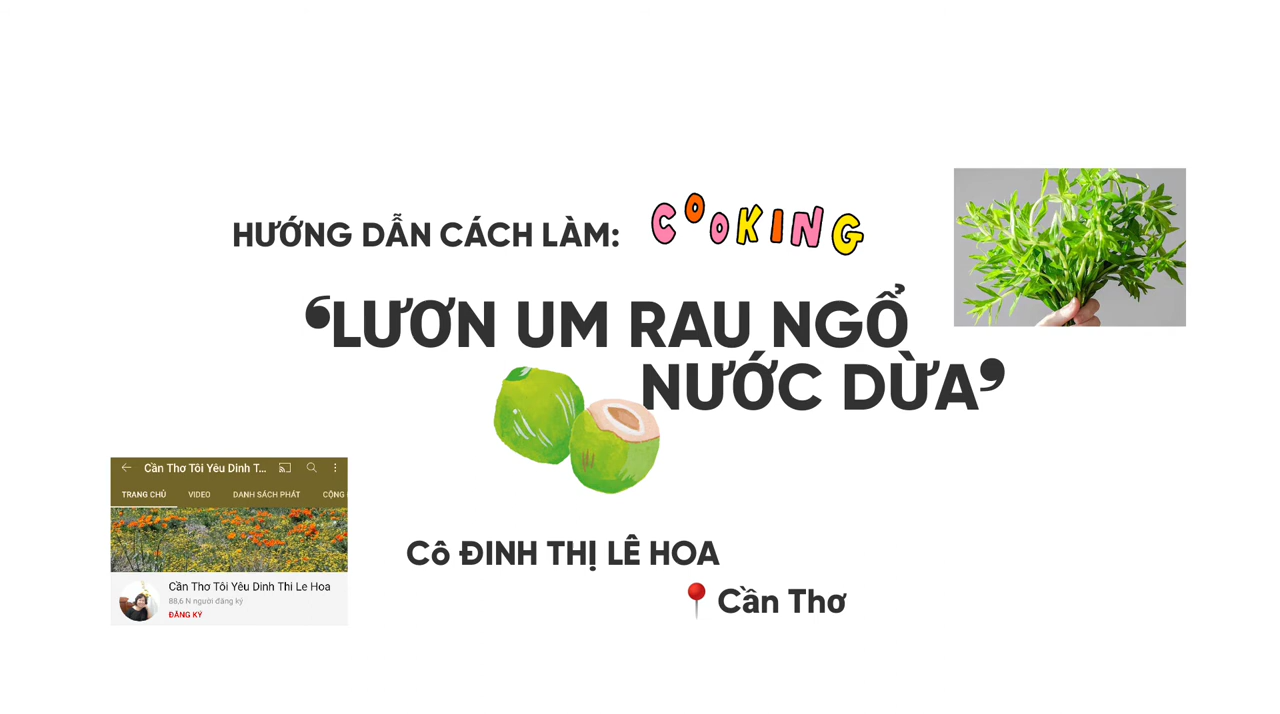 HƯỚNG DẪN CÁCH LÀM:
COOKING
‘LƯƠN UM RAU NGỔ
NƯỚC DỪA’
Cần Thơ Tôi Yêu Dinh T...
TRANG CHỦ VIDEO DANH SÁCH PHÁT CỘNG
Cần Thơ Tôi Yêu Dinh Thi Le Hoa
88,6 N người đăng ký
ĐĂNG KÝ
Cô ĐINH THỊ LÊ HOA
Cần Thơ